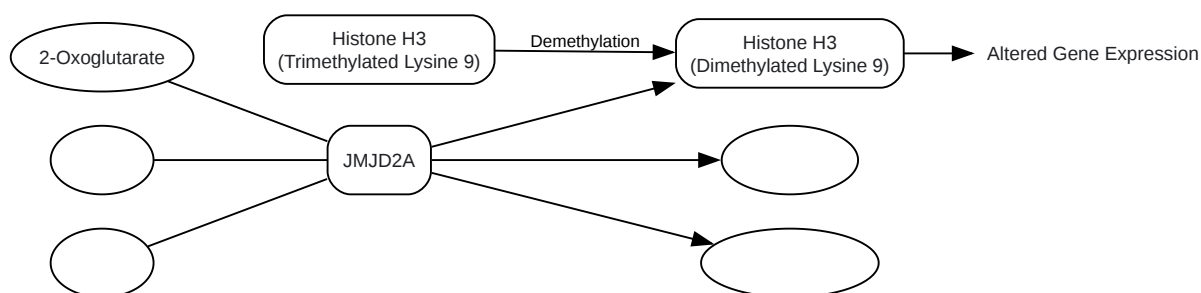 2-Oxoglutarate
Histone H3
(Trimethylated Lysine 9)
Demethylation
Histone H3
(Dimethylated Lysine 9)
Altered Gene Expression
JMJD2A